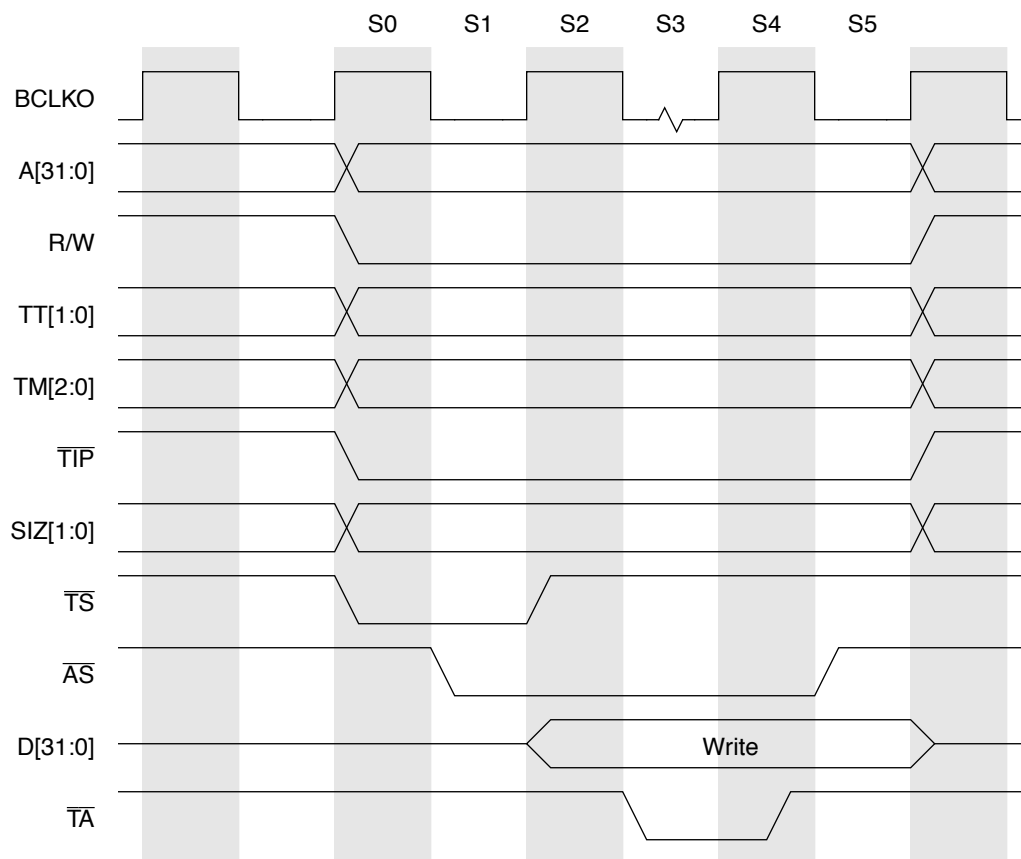 S0 S1 S2 S3 S4 S5
BCLKO
A[31:0]
R/W
TT[1:0]
TM[2:0]
TIP
SIZ[1:0]
TS
AS
D[31:0] Write
TA